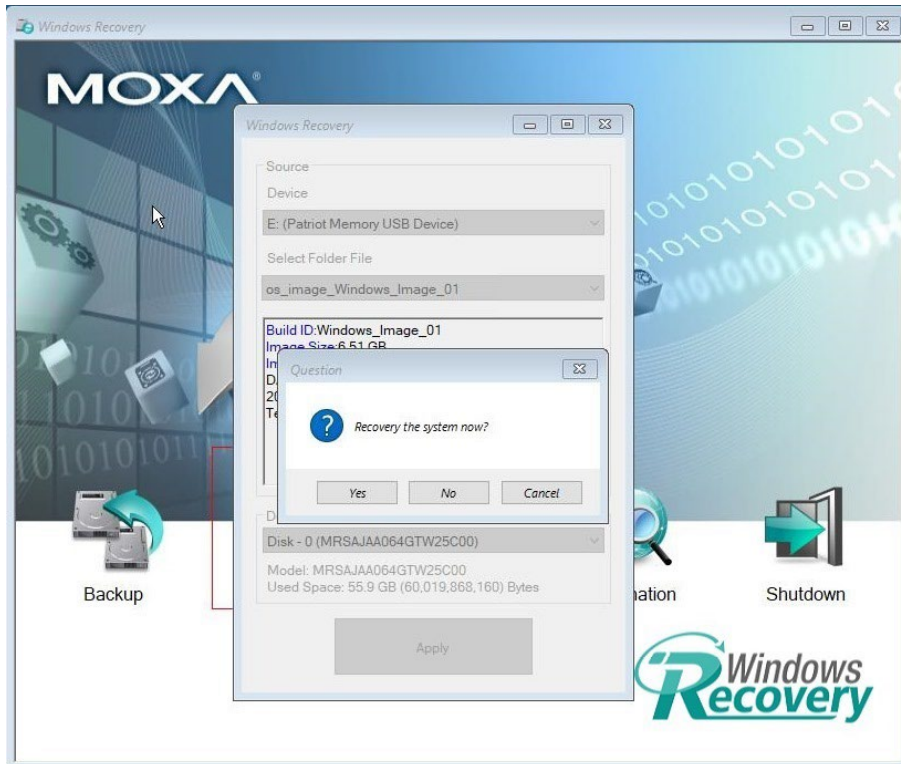 Windows Recovery
MOXA®
Windows Recovery
Source
Device
E: (Patriot Memory USB Device)
Select Folder File
os_image_Windows_Image_01
Build ID:Windows_Image_01
Image Size:6.51 GB
Question
Recovery the system now?
Yes No Cancel
Disk - 0 (MRSAJAA064GTW25C00)
Model: MRSAJAA064GTW25C00
Used Space: 55.9 GB (60,019,868,160) Bytes
Apply
Backup
Shutdown
Windows
Recovery